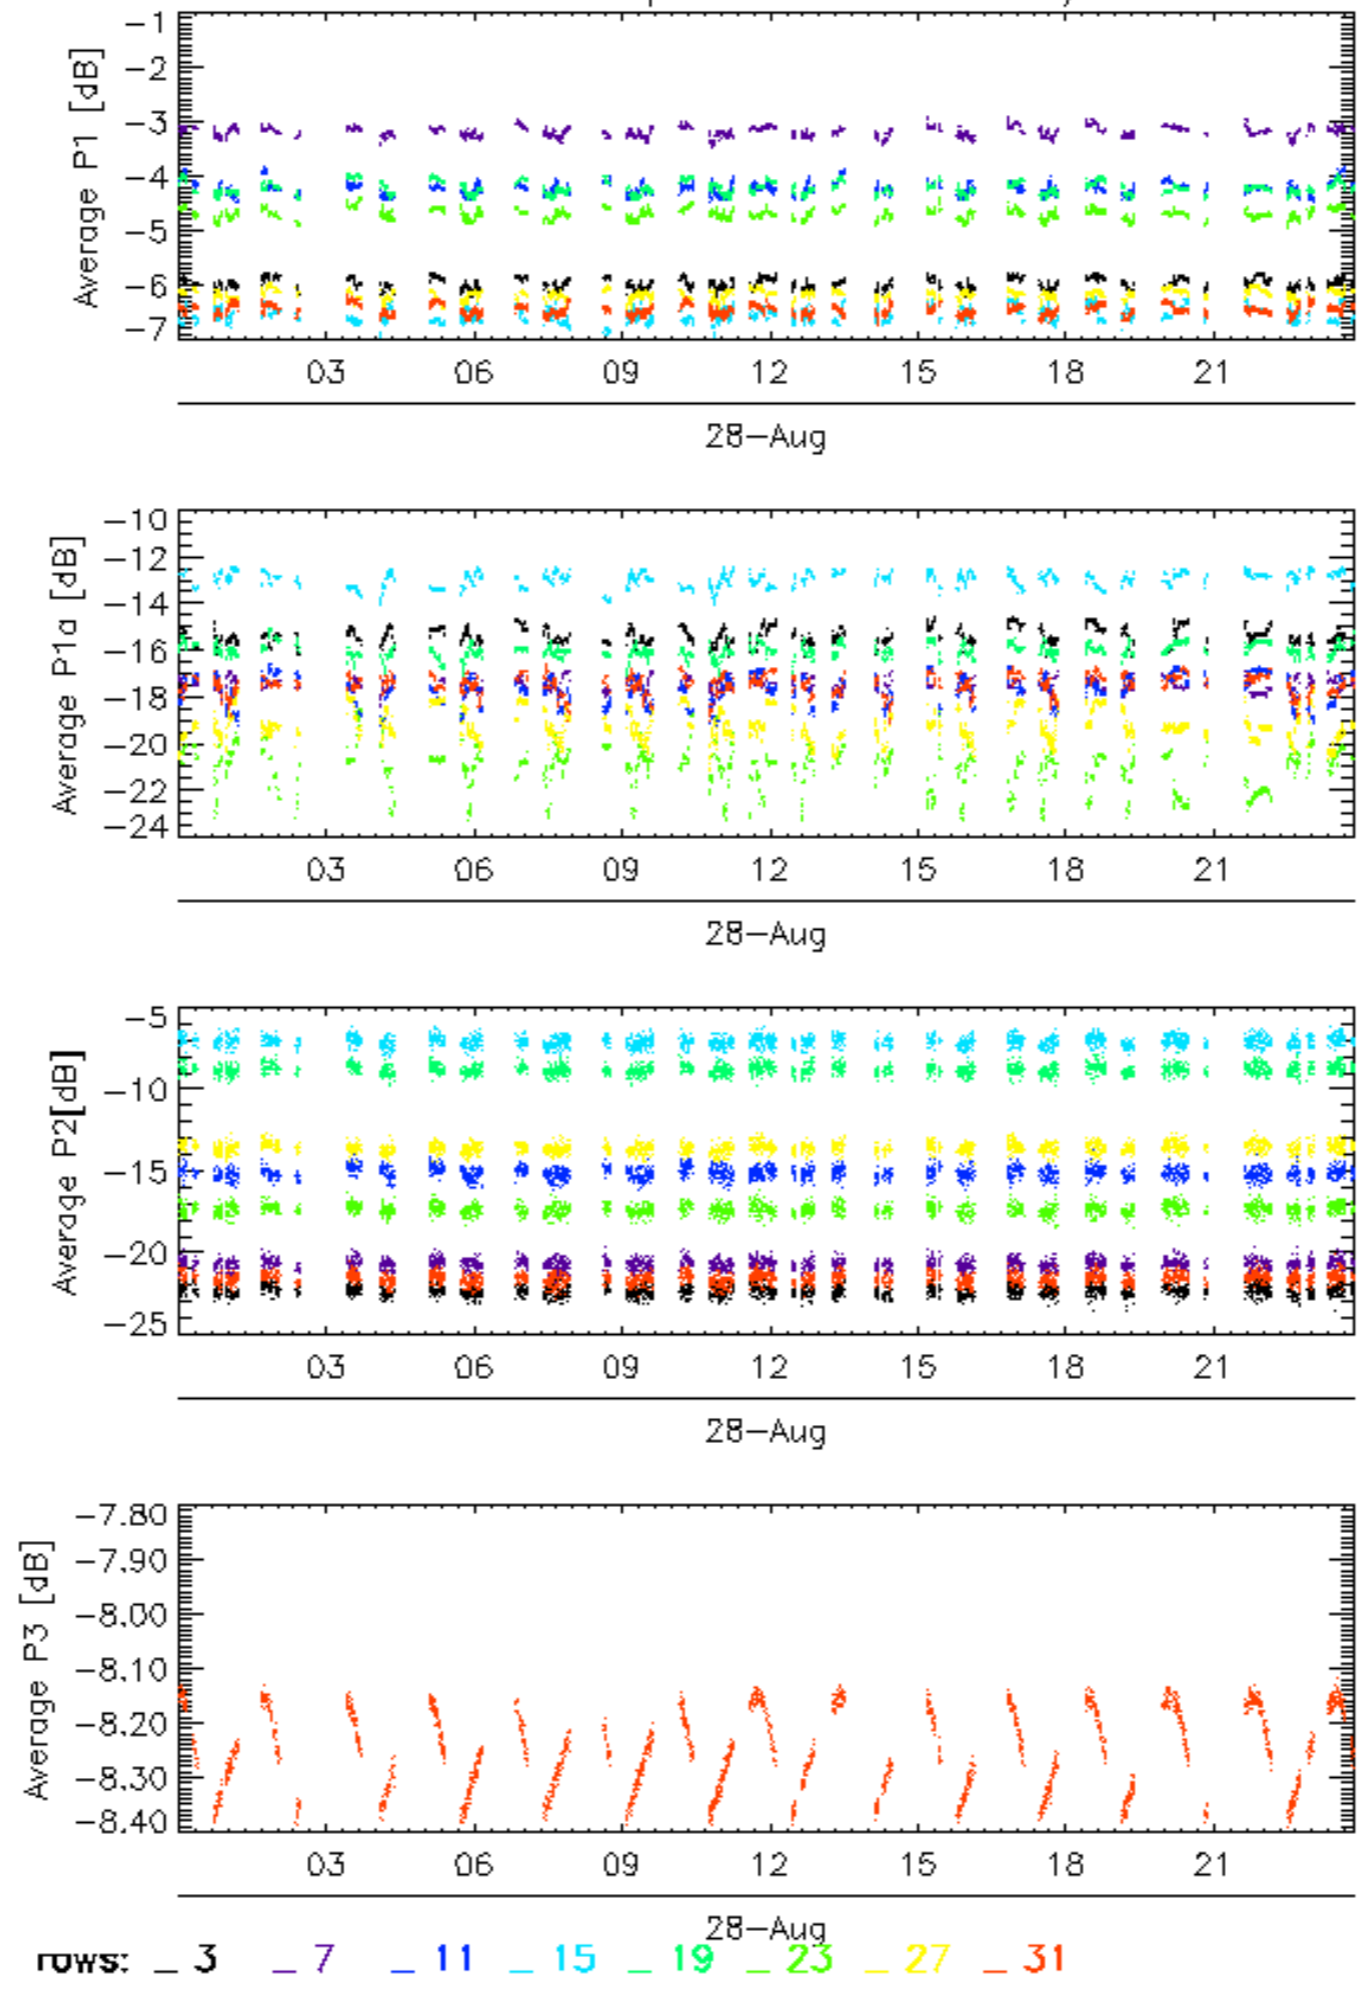 -1
-2
-3
-4
-5
-6
-7
Average P1 [dB]
03 06 09 12 15 18 21
28-Aug
-10
-12
-14
-16
-18
-20
-22
-24
Average P1a [dB]
03 06 09 12 15 18 21
28-Aug
-5
-10
-15
-20
-25
Average P2[dB]
03 06 09 12 15 18 21
28-Aug
-7.80
-7.90
-8.00
-8.10
-8.20
-8.30
-8.40
Average P3 [dB]
03 06 09 12 15 18 21
28-Aug
rows: _ 3 _ 7 _ 11 _ 15 _ 19 _ 23 _ 27 _ 31